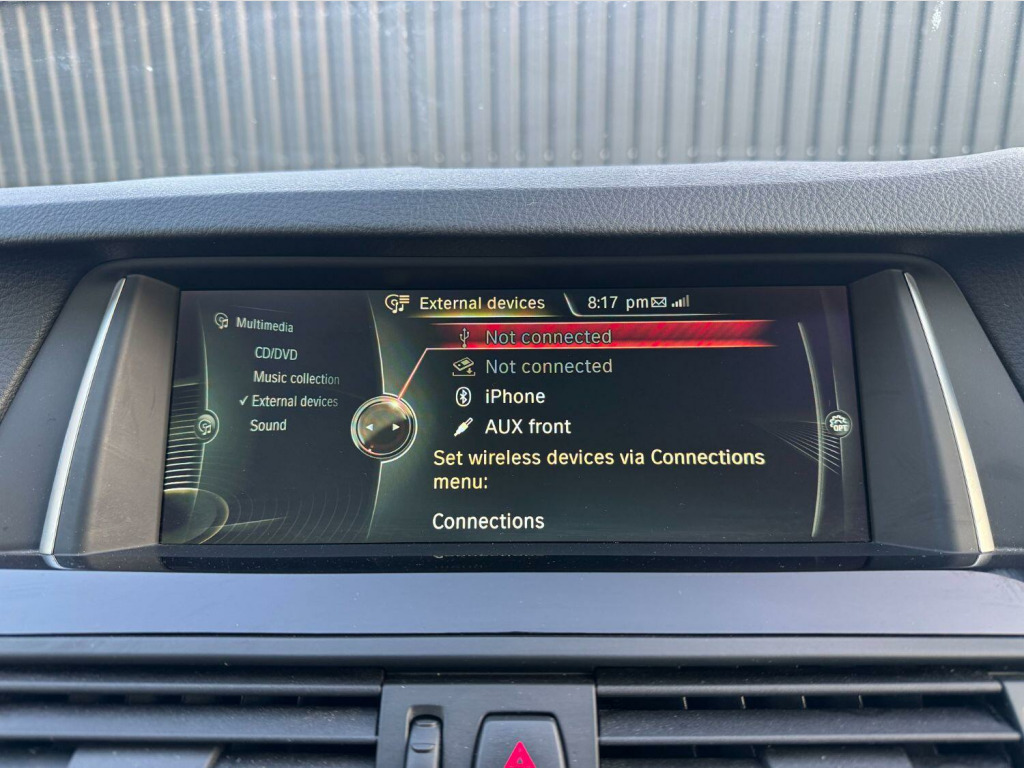 External devices
8:17 pm
Multimedia
CD/DVD
Music collection
External devices
Sound
Not connected
Not connected
iPhone
AUX front
Set wireless devices via Connections
menu:
Connections
OPT